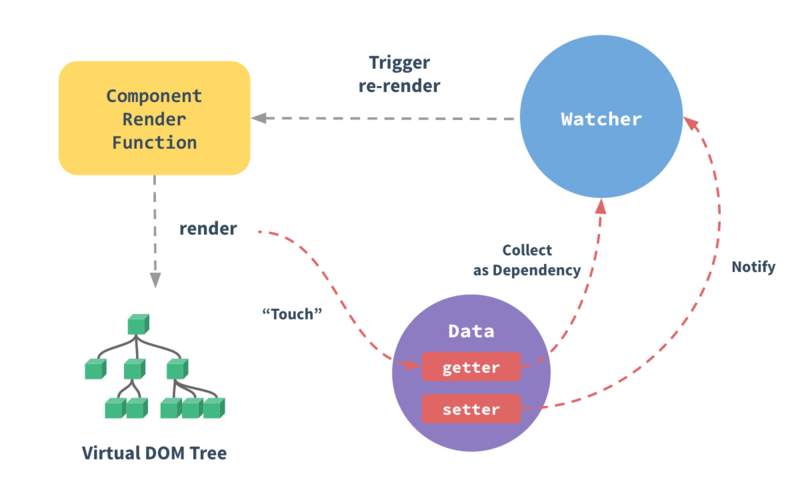 Trigger
re-render
Component
Render
Function
Watcher
render
Collect
as Dependency
Notify
“Touch”
Data
getter
setter
Virtual DOM Tree